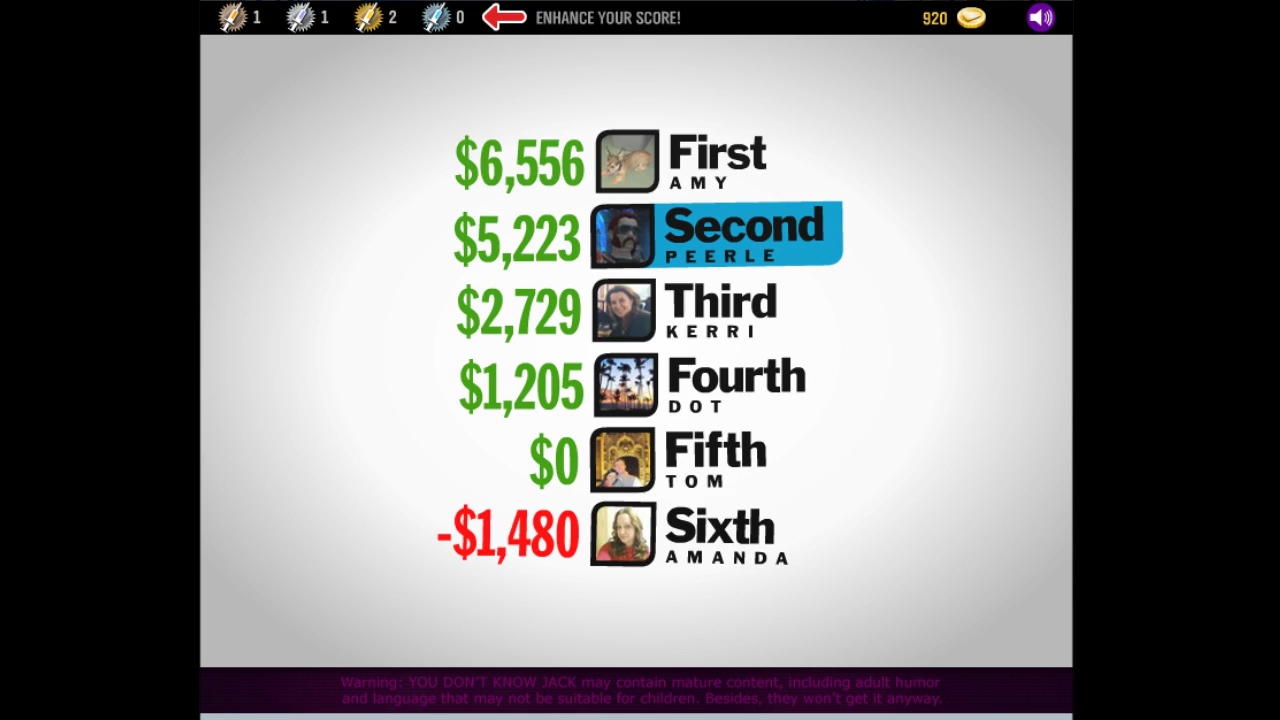 1 1 2 0 ENHANCE YOUR SCORE! 920
$6,556 First
AMY
$5,223 Second
PEERLE
$2,729 Third
KERRI
$1,205 Fourth
DOT
$0 Fifth
TOM
-$1,480 Sixth
AMANDA
Warning: YOU DON'T KNOW JACK may contain mature content, including adult humor
and language that may not be suitable for children. Besides, they won't get it anyway.